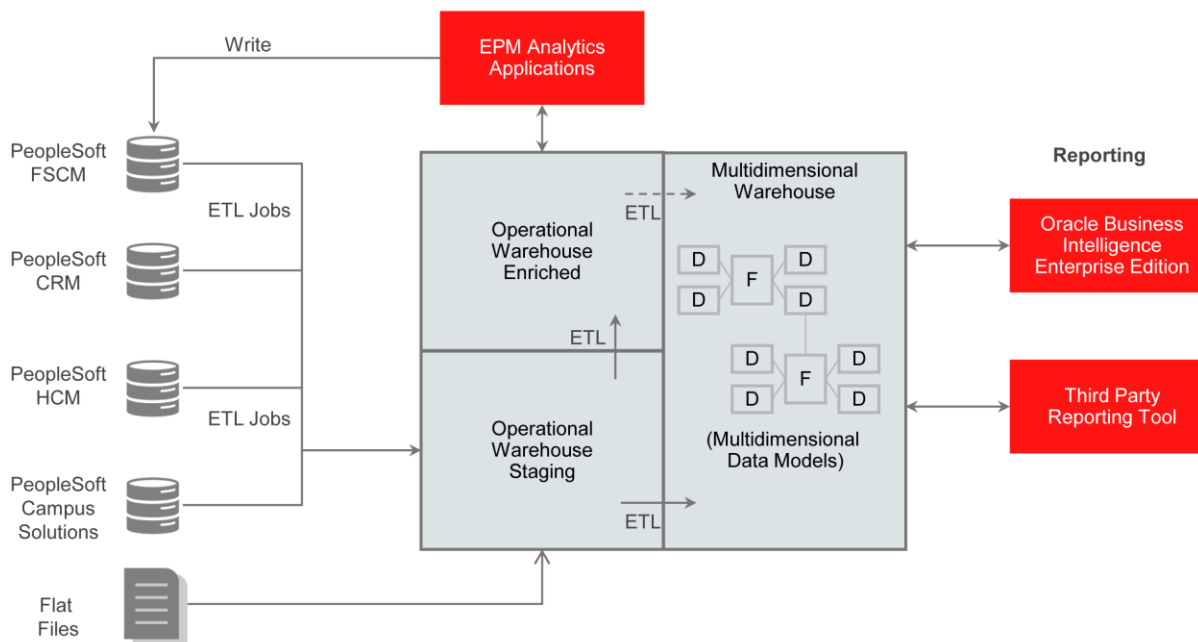 EPM Analytics
Applications
Write
PeopleSoft
FSCM
ETL Jobs
PeopleSoft
CRM
PeopleSoft
HCM
ETL Jobs
PeopleSoft
Campus
Solutions
Flat
Files
Operational
Warehouse
Enriched
ETL
ETL
Operational
Warehouse
Staging
ETL
Multidimensional
Warehouse
D
D
F
D
D
D
D
F
D
D
(Multidimensional
Data Models)
Reporting
Oracle Business
Intelligence
Enterprise Edition
Third Party
Reporting Tool